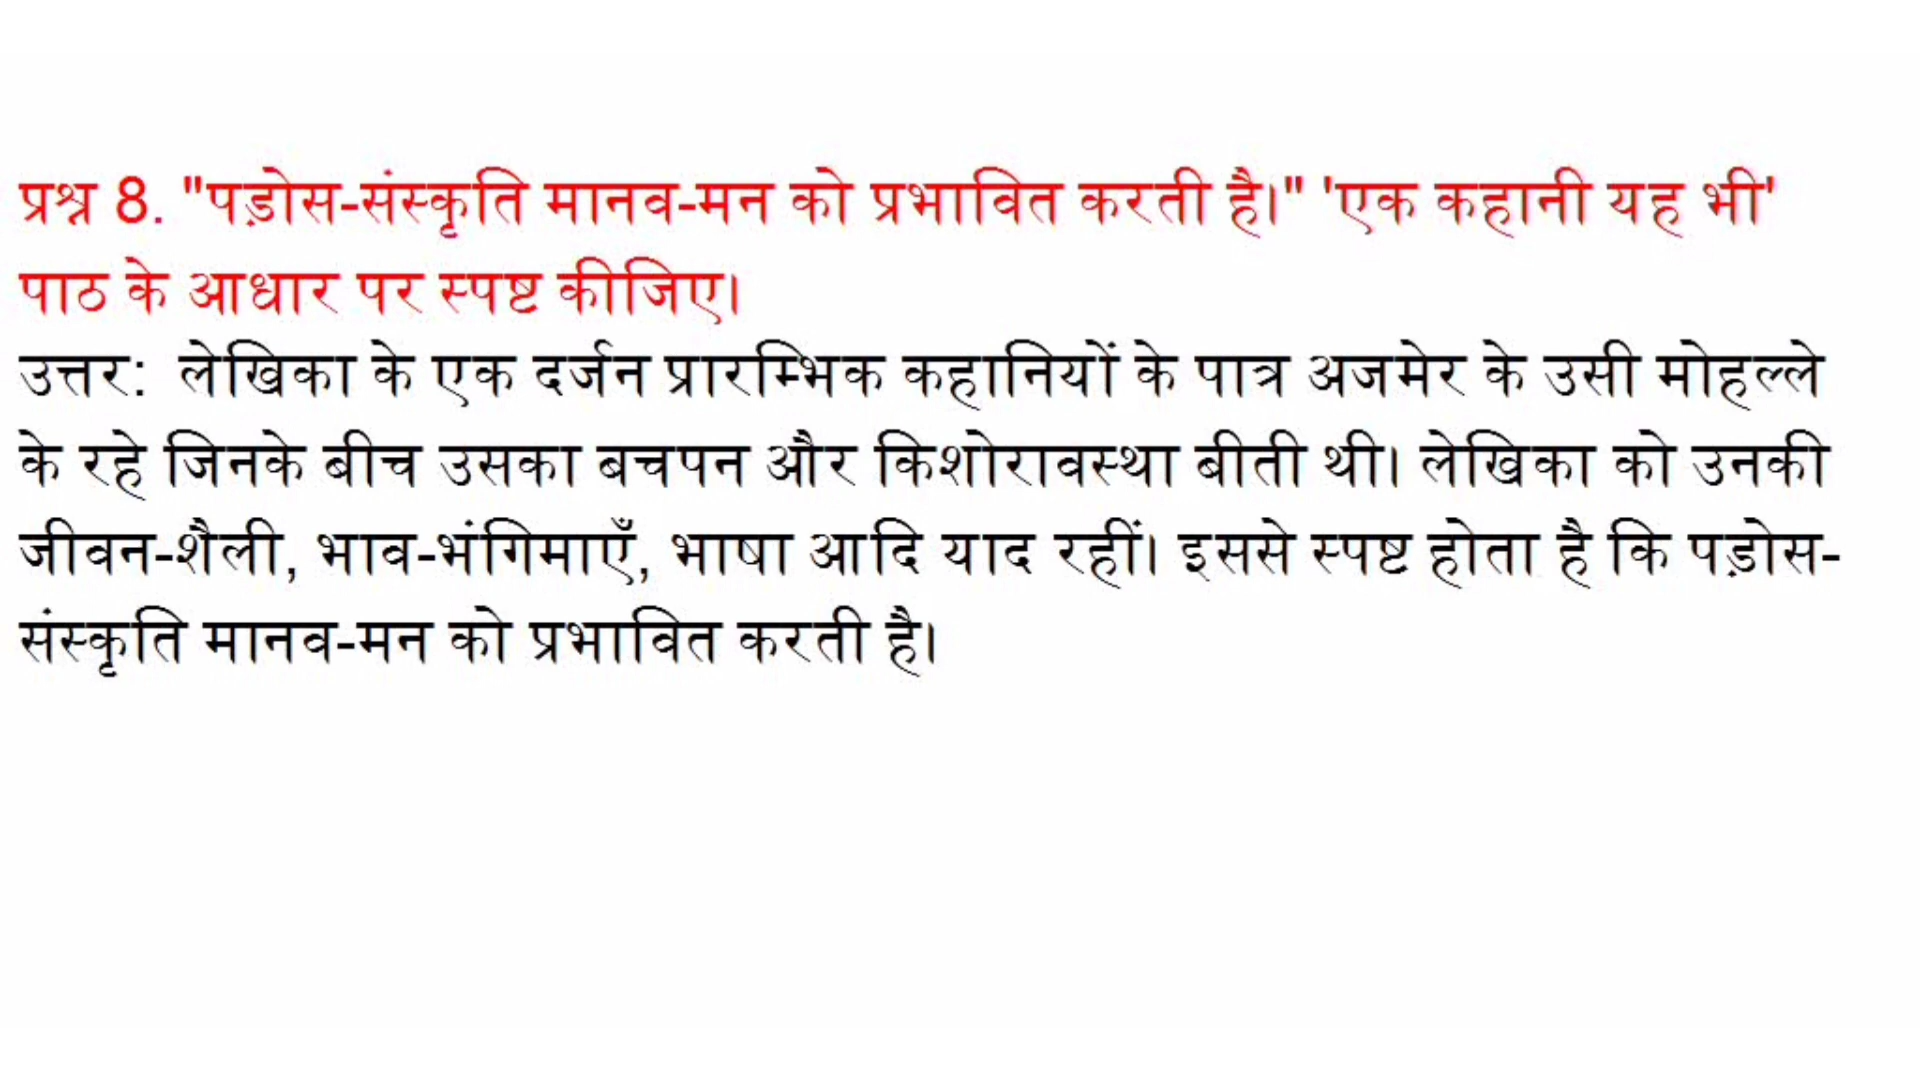 प्रश्न 8. "पड़ोस-संस्कृति मानव-मन को प्रभावित करती है।" 'एक कहानी यह भी'
पाठ के आधार पर स्पष्ट कीजिए।
उत्तर: लेखिका के एक दर्जन प्रारम्भिक कहानियों के पात्र अजमेर के उसी मोहल्ले
के रहे जिनके बीच उसका बचपन और किशोरावस्था बीती थी। लेखिका को उनकी
जीवन-शैली, भाव-भंगिमाएँ, भाषा आदि याद रहीं। इससे स्पष्ट होता है कि पड़ोस-
संस्कृति मानव-मन को प्रभावित करती है।